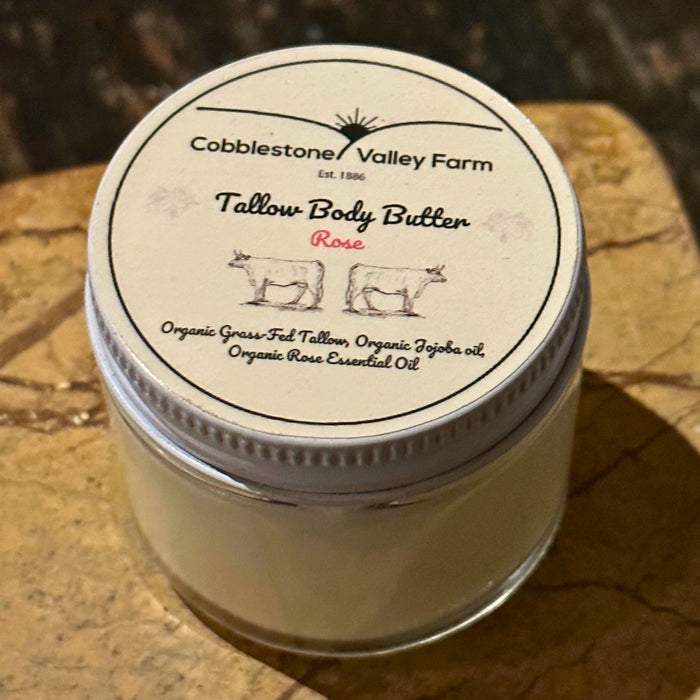 Cobblestone Valley Farm
Est. 1886
Tallow Body Butter
Rose
Organic Grass-Fed Tallow, Organic Jojoba oil,
Organic Rose Essential Oil